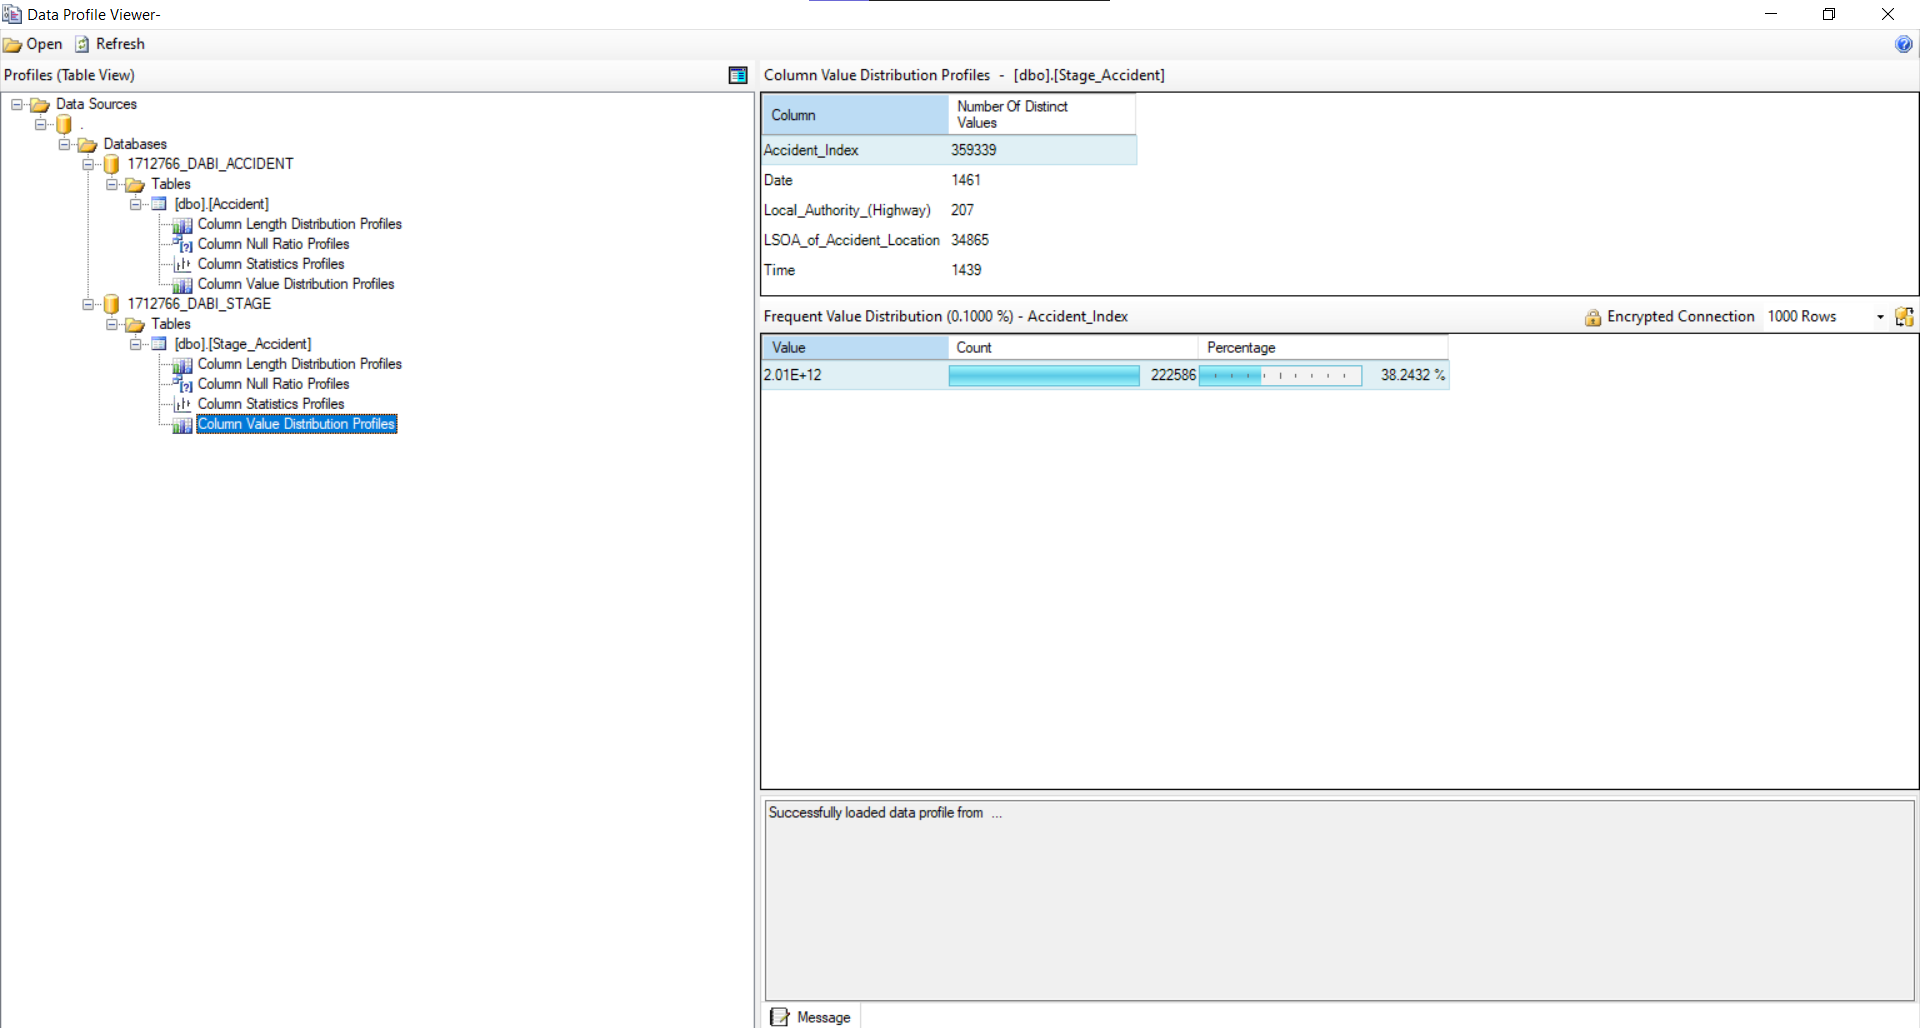 Data Profile Viewer-
Open Refresh
Profiles (Table View)
Data Sources
.
Databases
1712766_DABI_ACCIDENT
Tables
[dbo].[Accident]
Column Length Distribution Profiles
Column Null Ratio Profiles
Column Statistics Profiles
Column Value Distribution Profiles
1712766_DABI_STAGE
Tables
[dbo].[Stage_Accident]
Column Length Distribution Profiles
Column Null Ratio Profiles
Column Statistics Profiles
Column Value Distribution Profiles
Column Value Distribution Profiles - [dbo].[Stage_Accident]
Column Number Of Distinct Values
Accident_Index 359339
Date 1461
Local_Authority_(Highway) 207
LSOA_of_Accident_Location 34865
Time 1439
Frequent Value Distribution (0.1000 %) - Accident_Index Encrypted Connection 1000 Rows
Value Count Percentage
2.01E+12 222586 38.2432 %
Successfully loaded data profile from ...
Message